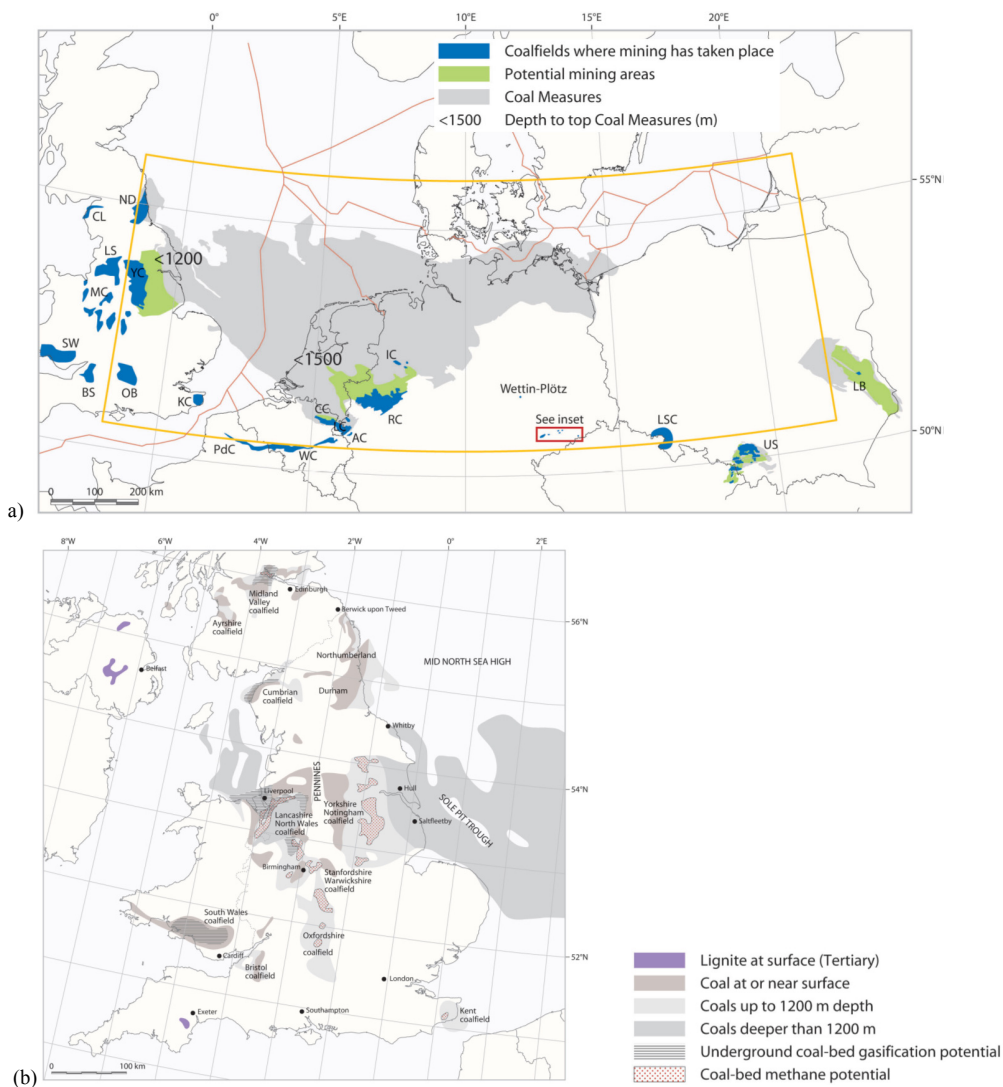 0°
5°E
10°E
15°E
20°E
Coalfields where mining has taken place
Potential mining areas
Coal Measures
<1500 Depth to top Coal Measures (m)
55°N
ND
CL
LS
<1200
YC
MC
<1500
IC
SW
BS
OB
KC
CC
LC
RC
AC
PdC
WC
Wettin-Plötz
See inset
LSC
US
LB
50°N
0 100 200 km
a)
8°W
6°W
4°W
2°W
0°
2°E
Midland
Valley
coalfield
Edinburgh
Berwick upon Tweed
Ayrshire
coalfield
56°N
Northumberland
MID NORTH SEA HIGH
Belfast
Cumbrian
coalfield
Durham
Whitby
PENNINES
54°N
Liverpool
Hull
Lancashire
North Wales
coalfield
Yorkshire
Notingham
coalfield
SOLE PIT TROUGH
Saltfleetby
Birmingham
Stanfordshire
Warwickshire
coalfield
South Wales
coalfield
Oxfordshire
coalfield
Cardiff
Bristol
coalfield
52°N
London
Exeter
Southampton
Kent
coalfield
0 100 km
(b)
Lignite at surface (Tertiary)
Coal at or near surface
Coals up to 1200 m depth
Coals deeper than 1200 m
Underground coal-bed gasification potential
Coal-bed methane potential